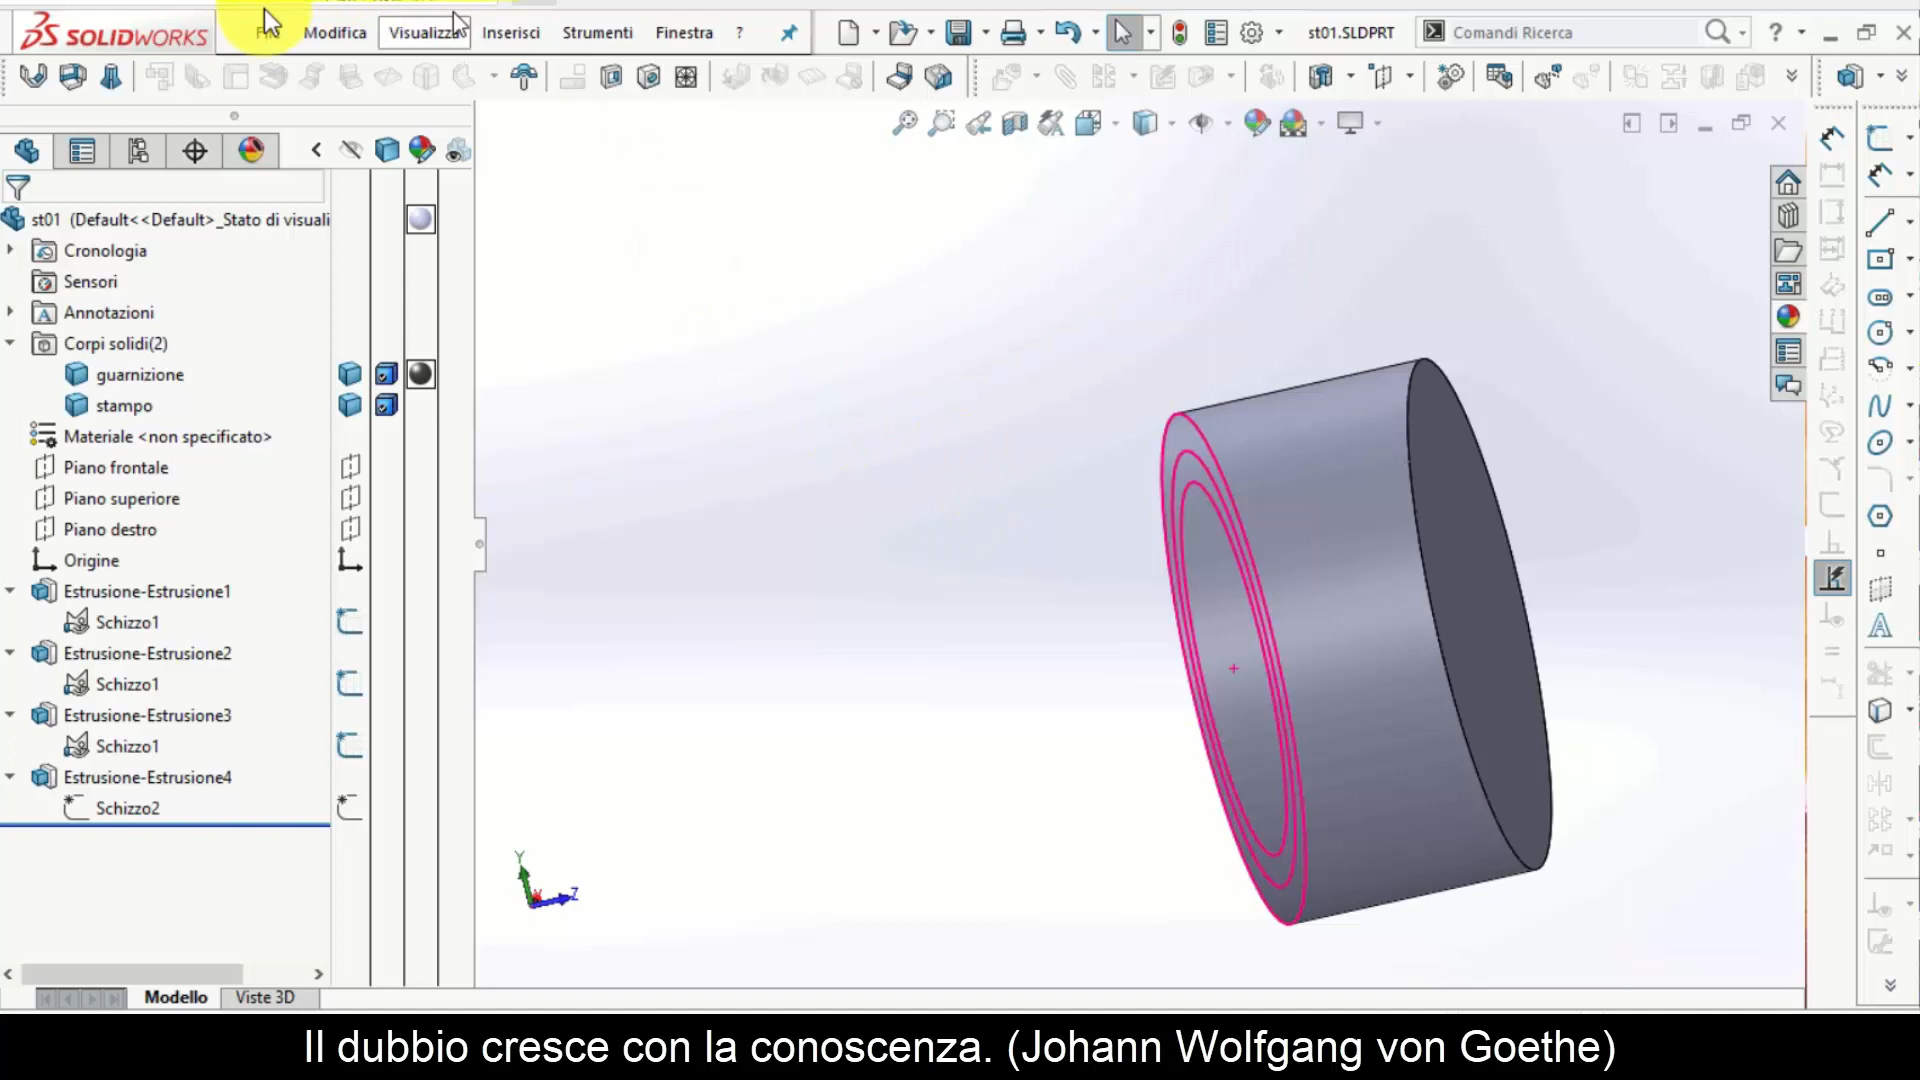 SOLIDWORKS
Modifica
Visualizza
Inserisci
Strumenti
Finestra
?
st01.SLDPRT
Comandi Ricerca
?
st01 (Default<<Default>_Stato di visuali
Cronologia
Sensori
Annotazioni
Corpi solidi(2)
guarnizione
stampo
Materiale <non specificato>
Piano frontale
Piano superiore
Piano destro
Origine
Estrusione-Estrusione1
Schizzo1
Estrusione-Estrusione2
Schizzo1
Estrusione-Estrusione3
Schizzo1
Estrusione-Estrusione4
Schizzo2
Y
Z
Modello
Viste 3D
Il dubbio cresce con la conoscenza. (Johann Wolfgang von Goethe)